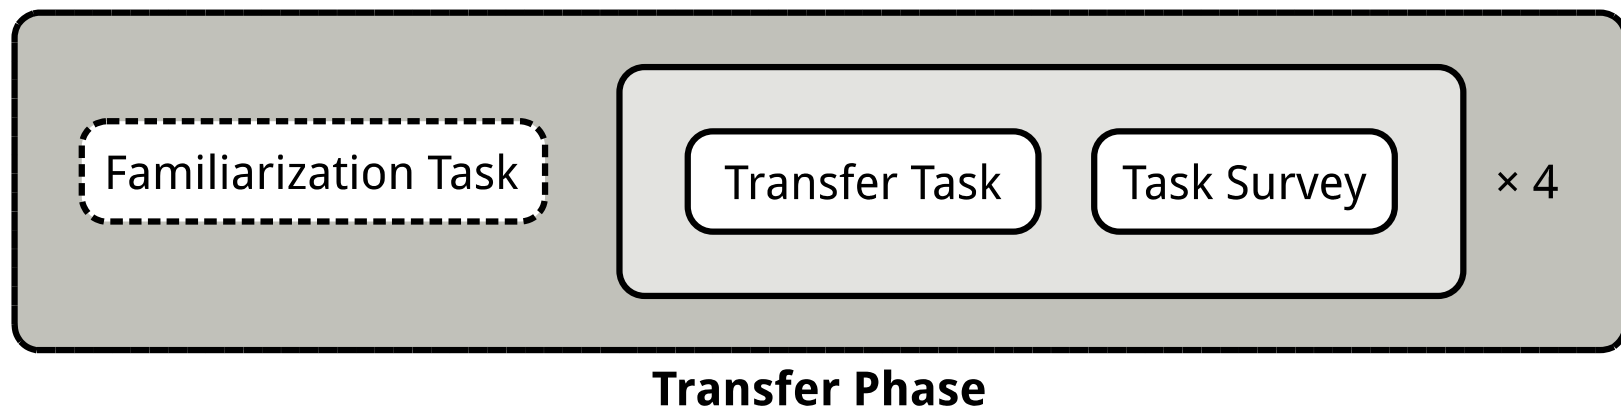 Familiarization Task
Transfer Task
Task Survey
× 4
Transfer Phase